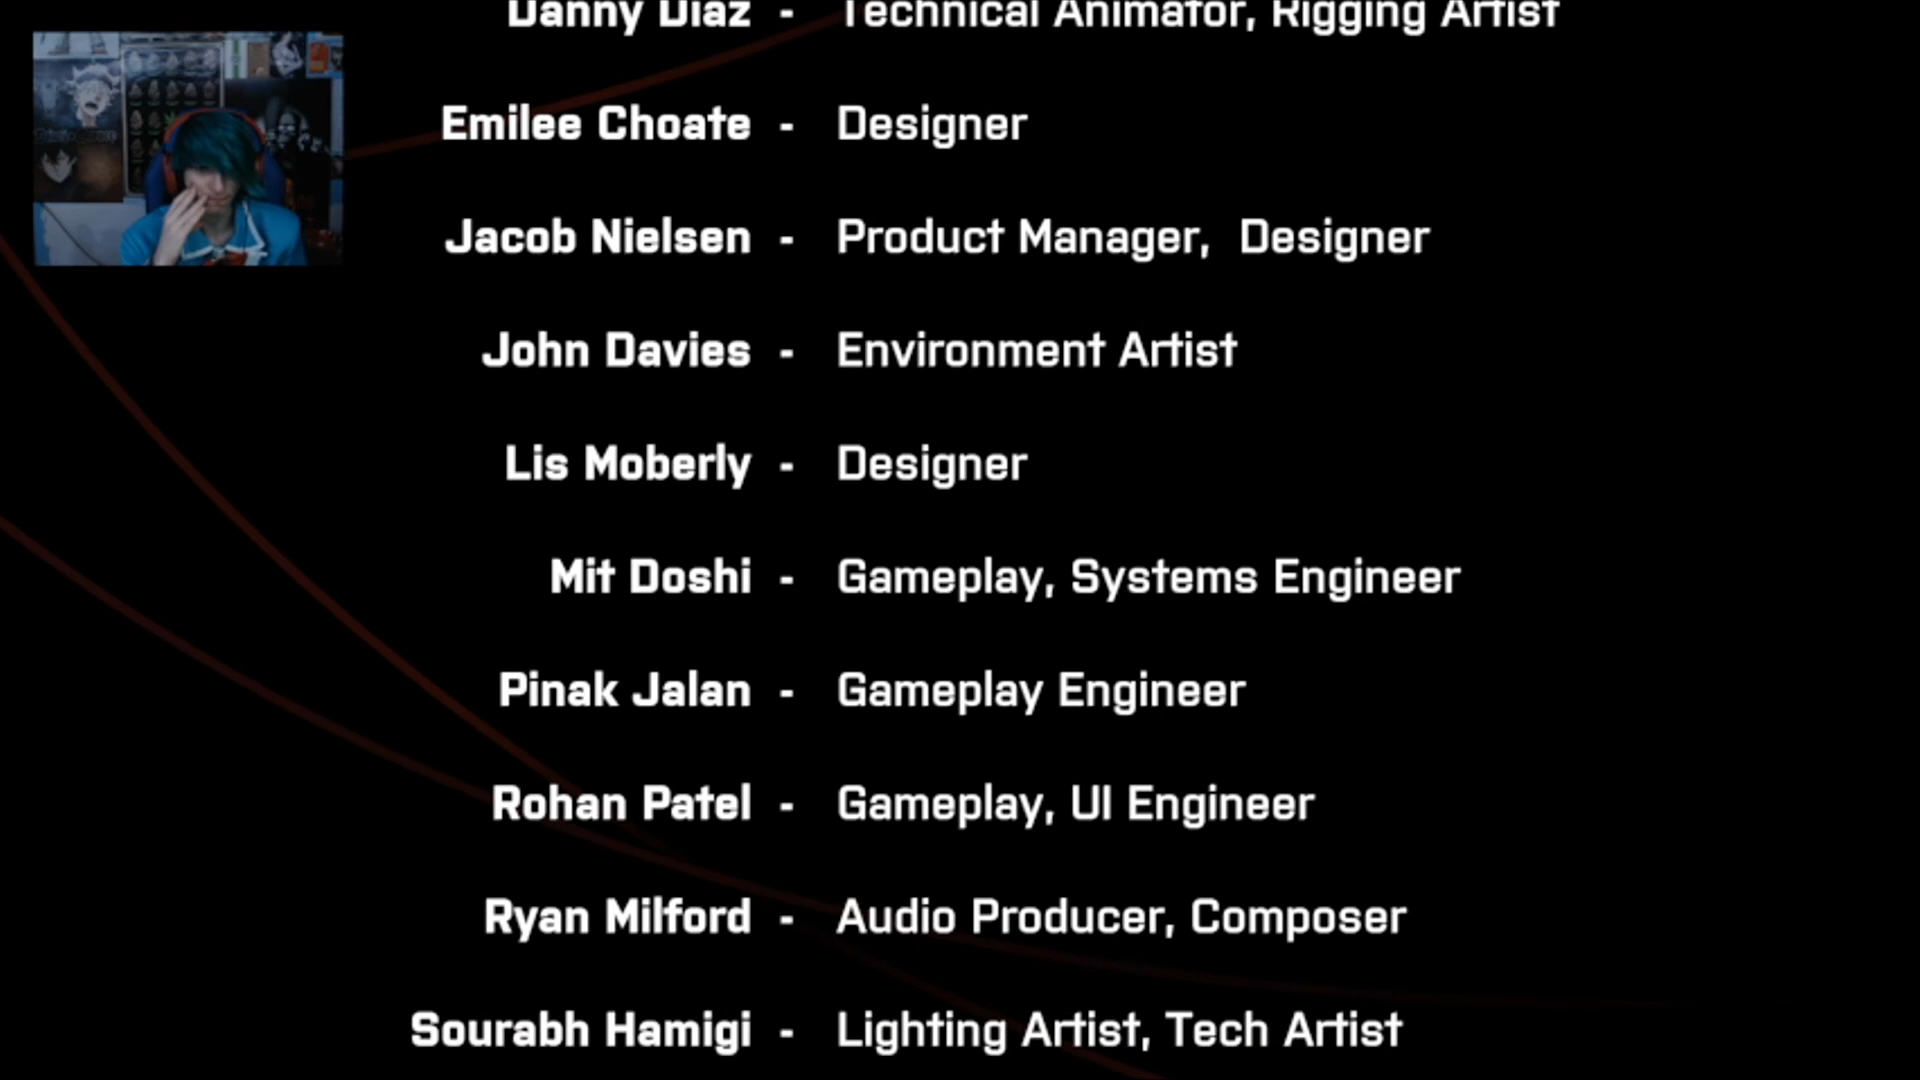 Danny Diaz - Technical Animator, Rigging Artist
Emilee Choate - Designer
Jacob Nielsen - Product Manager,  Designer
John Davies - Environment Artist
Lis Moberly - Designer
Mit Doshi - Gameplay, Systems Engineer
Pinak Jalan - Gameplay Engineer
Rohan Patel - Gameplay, UI Engineer
Ryan Milford - Audio Producer, Composer
Sourabh Hamigi - Lighting Artist, Tech Artist